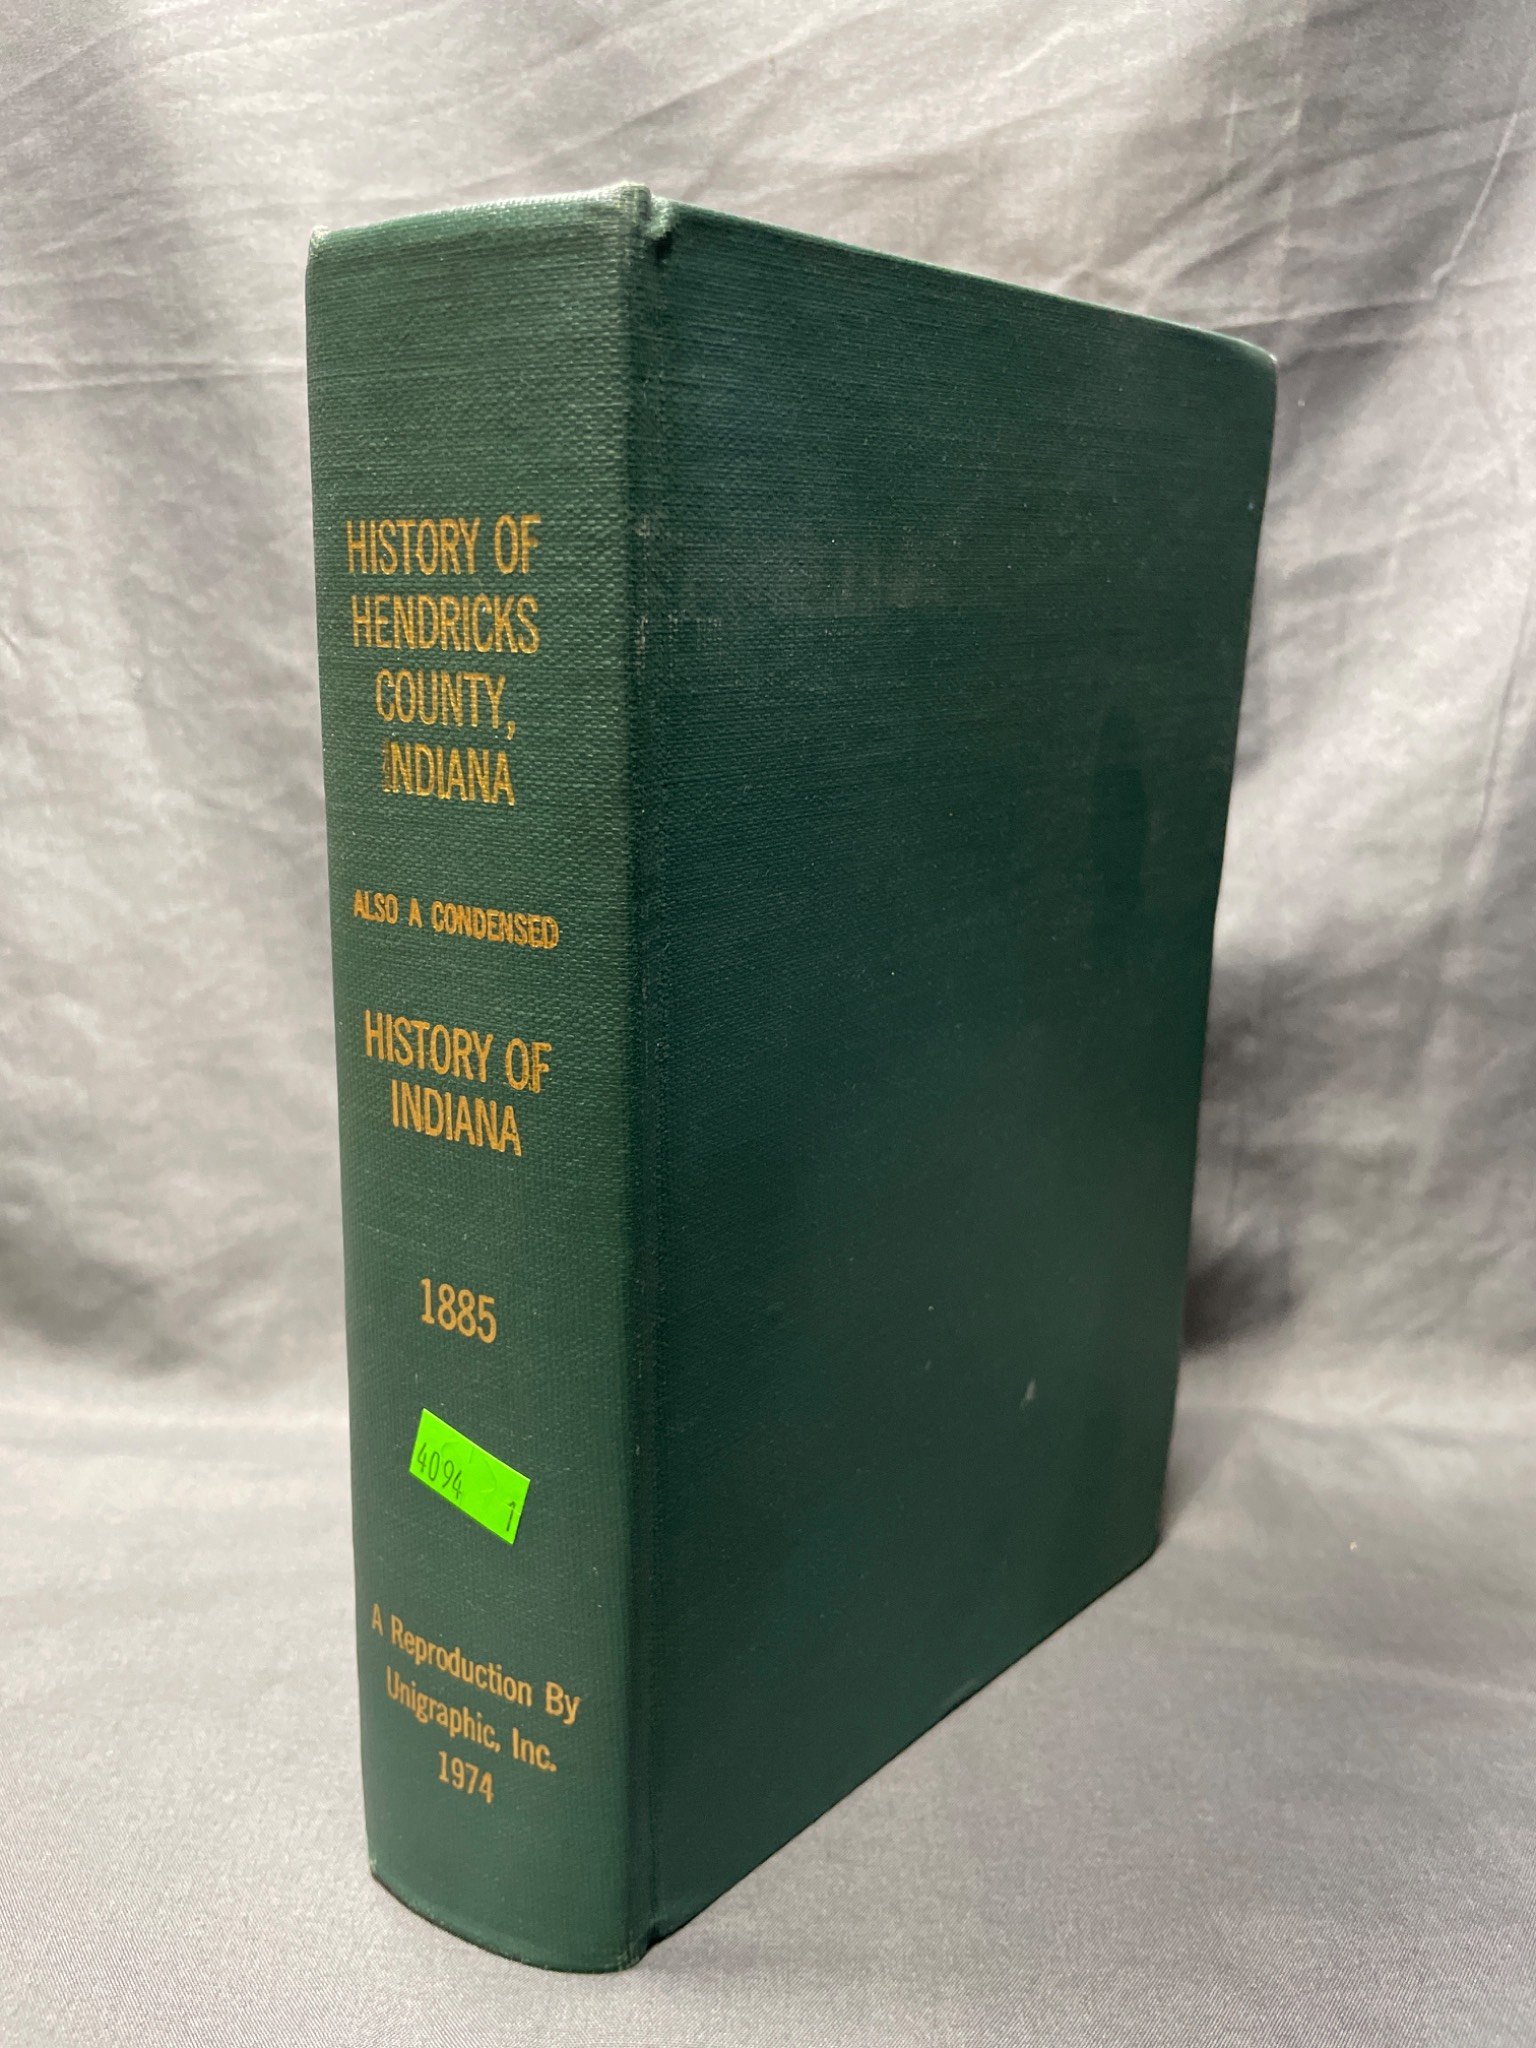 HISTORY OF
HENDRICKS
COUNTY,
INDIANA
ALSO A CONDENSED
HISTORY OF
INDIANA
1885
4094 1
A Reproduction By
Unigraphic, Inc.
1974